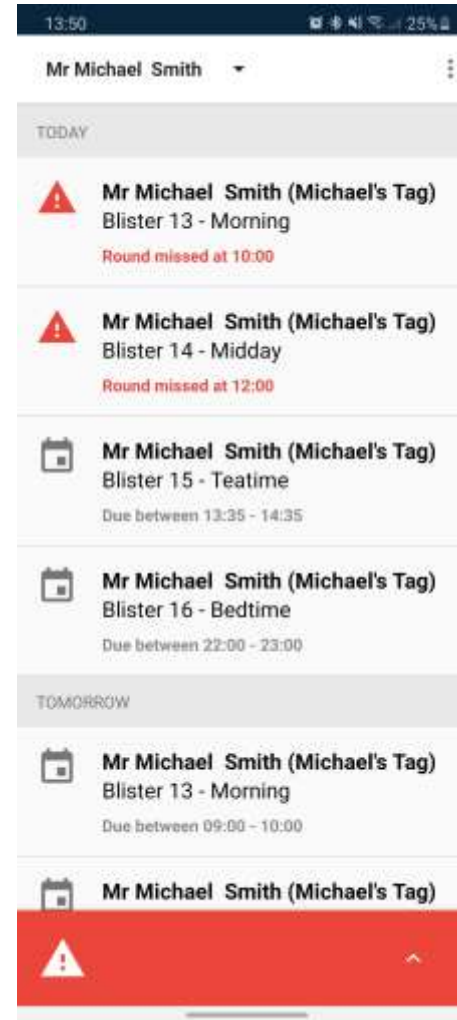 13:50 25%
Mr Michael Smith
TODAY
Mr Michael Smith (Michael's Tag)
Blister 13 - Morning
Round missed at 10:00
Mr Michael Smith (Michael's Tag)
Blister 14 - Midday
Round missed at 12:00
Mr Michael Smith (Michael's Tag)
Blister 15 - Teatime
Due between 13:35 - 14:35
Mr Michael Smith (Michael's Tag)
Blister 16 - Bedtime
Due between 22:00 - 23:00
TOMORROW
Mr Michael Smith (Michael's Tag)
Blister 13 - Morning
Due between 09:00 - 10:00
Mr Michael Smith (Michael's Tag)